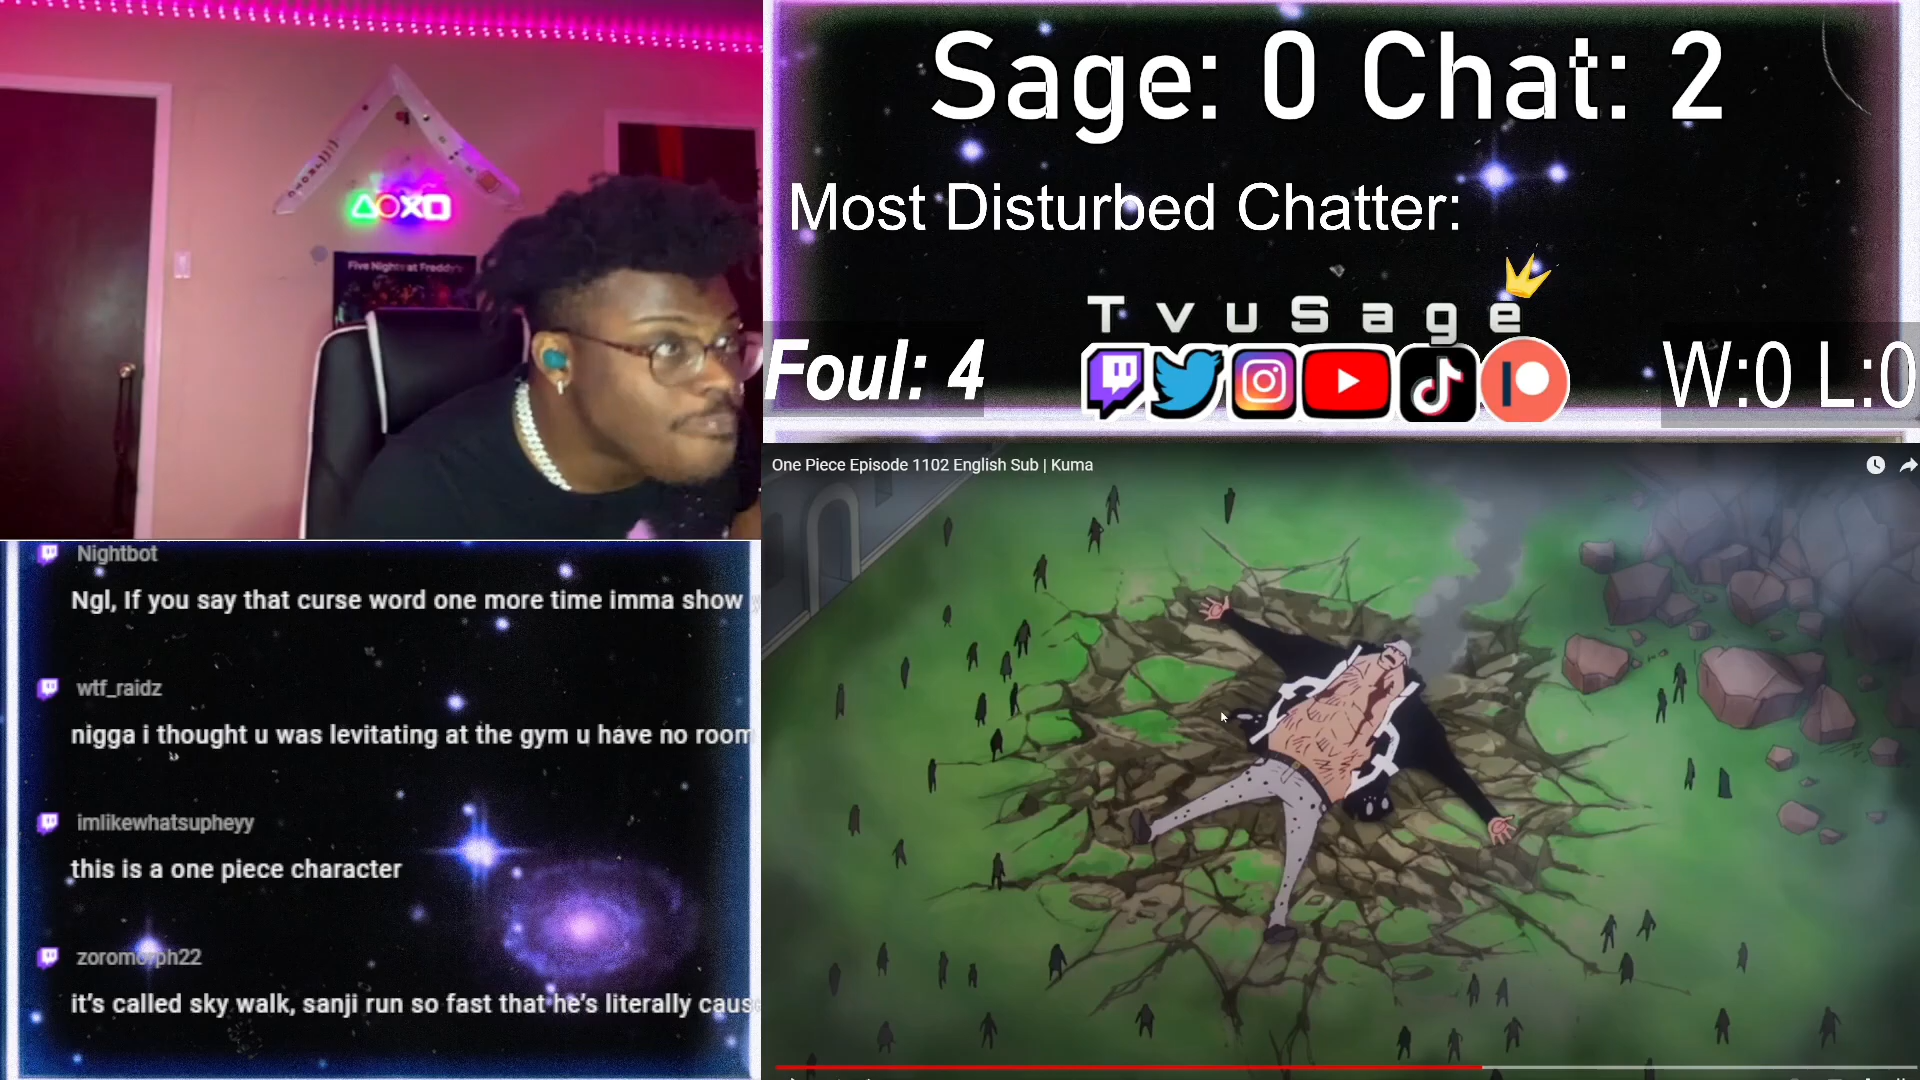 Sage: 0 Chat: 2
Most Disturbed Chatter:
TvuSage
Foul: 4
W:0 L:0
Five Nights at Freddy's
One Piece Episode 1102 English Sub | Kuma
Nightbot
Ngl, If you say that curse word one more time imma show
wtf_raidz
nigga i thought u was levitating at the gym u have no room
imlikewhatsupheyy
this is a one piece character
zoromorph22
it's called sky walk, sanji run so fast that he's literally caus